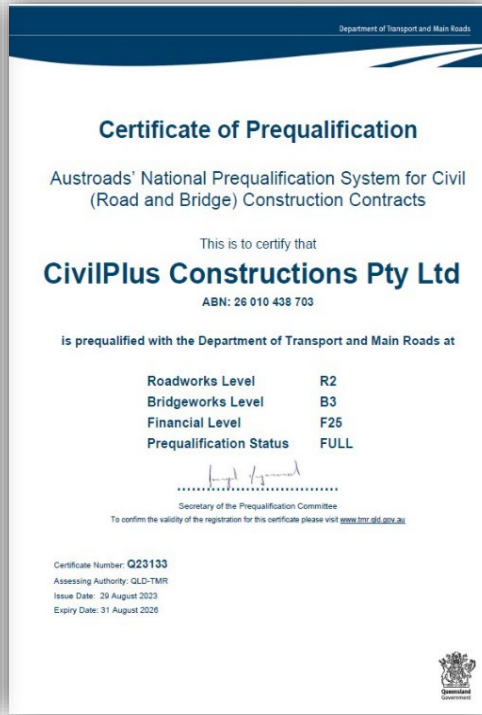 Department of Transport and Main Roads
Certificate of Prequalification
Austroads' National Prequalification System for Civil
(Road and Bridge) Construction Contracts
This is to certify that
CivilPlus Constructions Pty Ltd
ABN: 26 010 438 703
is prequalified with the Department of Transport and Main Roads at
Roadworks Level R2
Bridgeworks Level B3
Financial Level F25
Prequalification Status FULL
Secretary of the Prequalification Committee
To confirm the validity of the registration for this certificate please visit www.tmr.qld.gov.au
Certificate Number: Q23133
Assessing Authority: QLD-TMR
Issue Date: 29 August 2023
Expiry Date: 31 August 2026
Queensland
Government